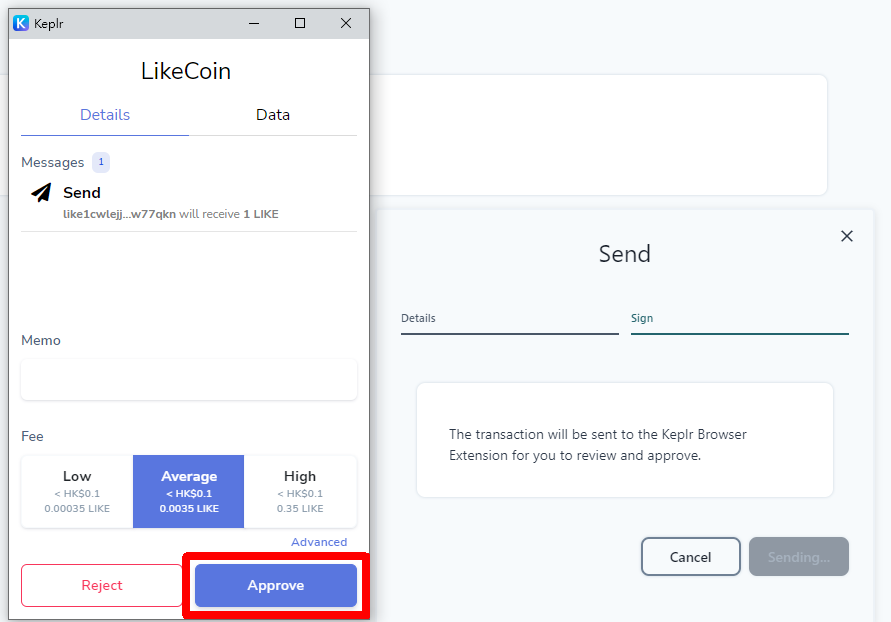 Keplr
LikeCoin
Details
Data
Messages 1
Send
like1cwlejj...w77qkn will receive 1 LIKE
Memo
Fee
Low
< HK$0.1
0.00035 LIKE
Average
< HK$0.1
0.0035 LIKE
High
< HK$0.1
0.35 LIKE
Advanced
Reject
Approve
Send
Details
Sign
The transaction will be sent to the Keplr Browser
Extension for you to review and approve.
Cancel
Sending...